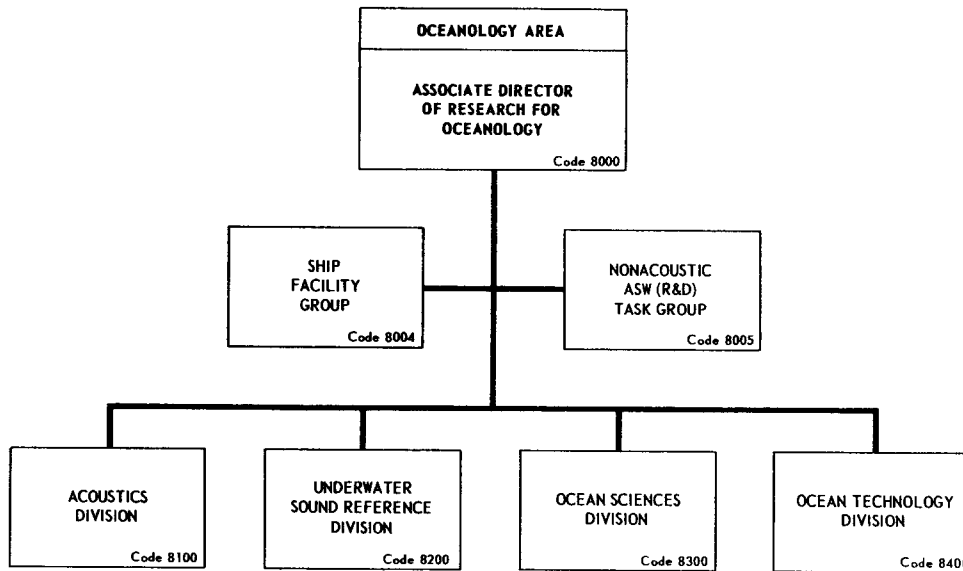 OCEANOLOGY AREA
ASSOCIATE DIRECTOR
OF RESEARCH FOR
OCEANOLOGY
Code 8000
SHIP
FACILITY
GROUP
Code 8004
NONACOUSTIC
ASW (R&D)
TASK GROUP
Code 8005
ACOUSTICS
DIVISION
Code 8100
UNDERWATER
SOUND REFERENCE
DIVISION
Code 8200
OCEAN SCIENCES
DIVISION
Code 8300
OCEAN TECHNOLOGY
DIVISION
Code 8400